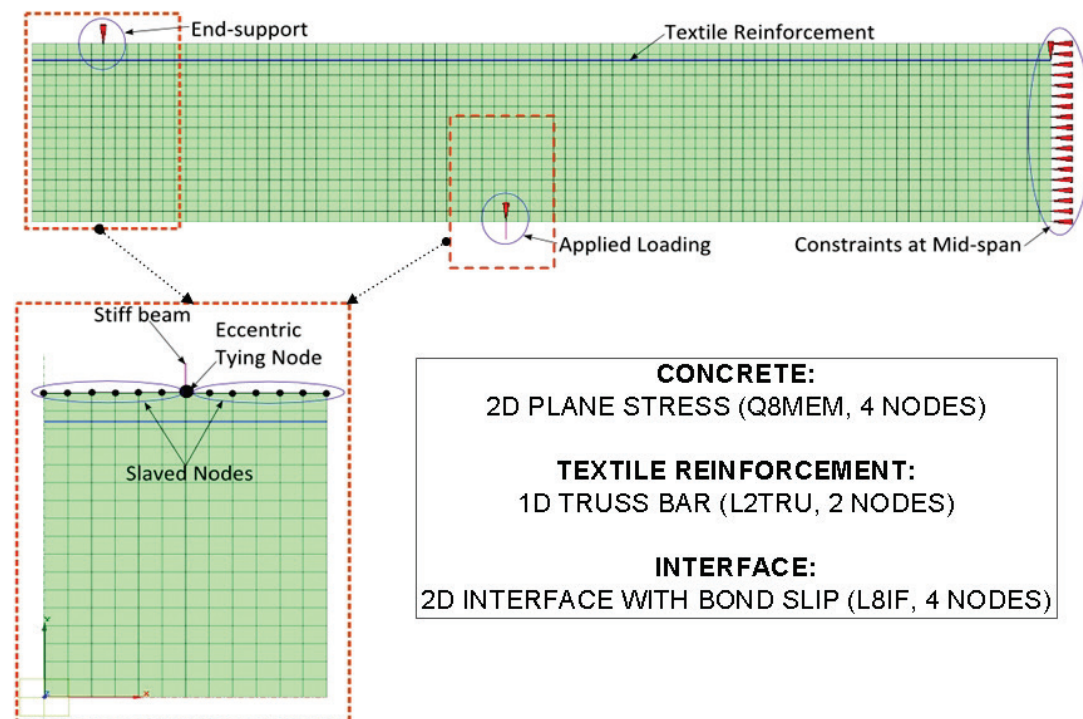 End-support
Textile Reinforcement
Applied Loading
Constraints at Mid-span
Stiff beam
Eccentric
Tying Node
Slaved Nodes
CONCRETE:
2D PLANE STRESS (Q8MEM, 4 NODES)
TEXTILE REINFORCEMENT:
1D TRUSS BAR (L2TRU, 2 NODES)
INTERFACE:
2D INTERFACE WITH BOND SLIP (L8IF, 4 NODES)
Y
Z
X